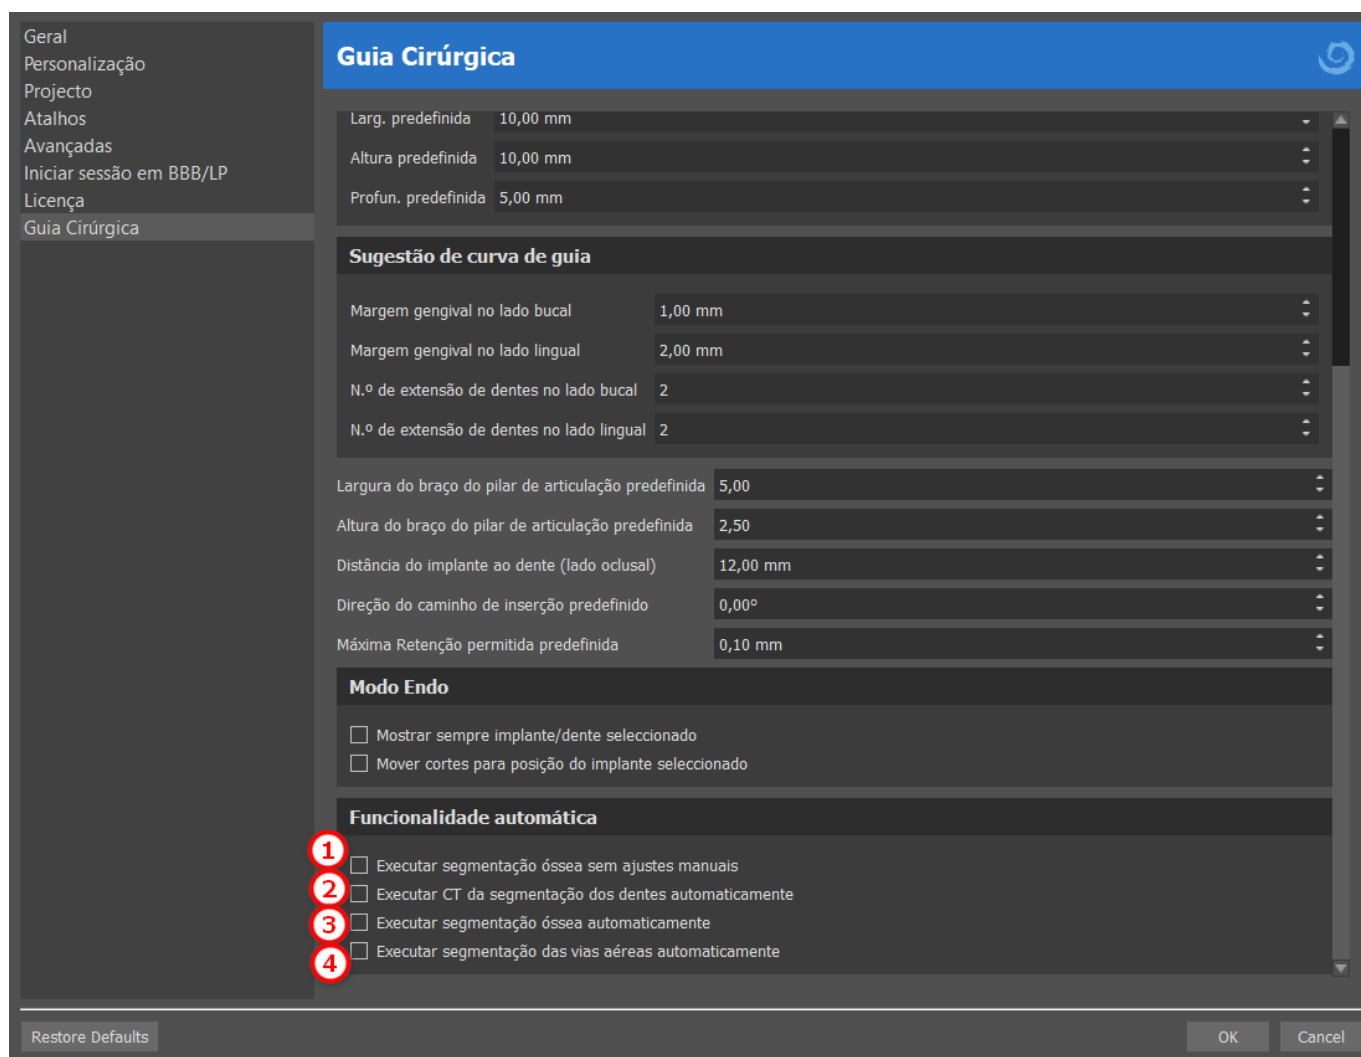 Geral
Personalização
Projecto
Atalhos
Avançadas
Iniciar sessão em BBB/LP
Licença
Guia Cirúrgica
Guia Cirúrgica
Larg. predefinida 10,00 mm
Altura predefinida 10,00 mm
Profun. predefinida 5,00 mm
Sugestão de curva de guia
Margem gengival no lado bucal 1,00 mm
Margem gengival no lado lingual 2,00 mm
N.º de extensão de dentes no lado bucal 2
N.º de extensão de dentes no lado lingual 2
Largura do braço do pilar de articulação predefinida 5,00
Altura do braço do pilar de articulação predefinida 2,50
Distância do implante ao dente (lado oclusal) 12,00 mm
Direção do caminho de inserção predefinido 0,00º
Máxima Retenção permitida predefinida 0,10 mm
Modo Endo
Mostrar sempre implante/dente seleccionado
Mover cortes para posição do implante seleccionado
Funcionalidade automática
1 Executar segmentação óssea sem ajustes manuais
2 Executar CT da segmentação dos dentes automaticamente
3 Executar segmentação óssea automaticamente
4 Executar segmentação das vias aéreas automaticamente
Restore Defaults OK Cancel